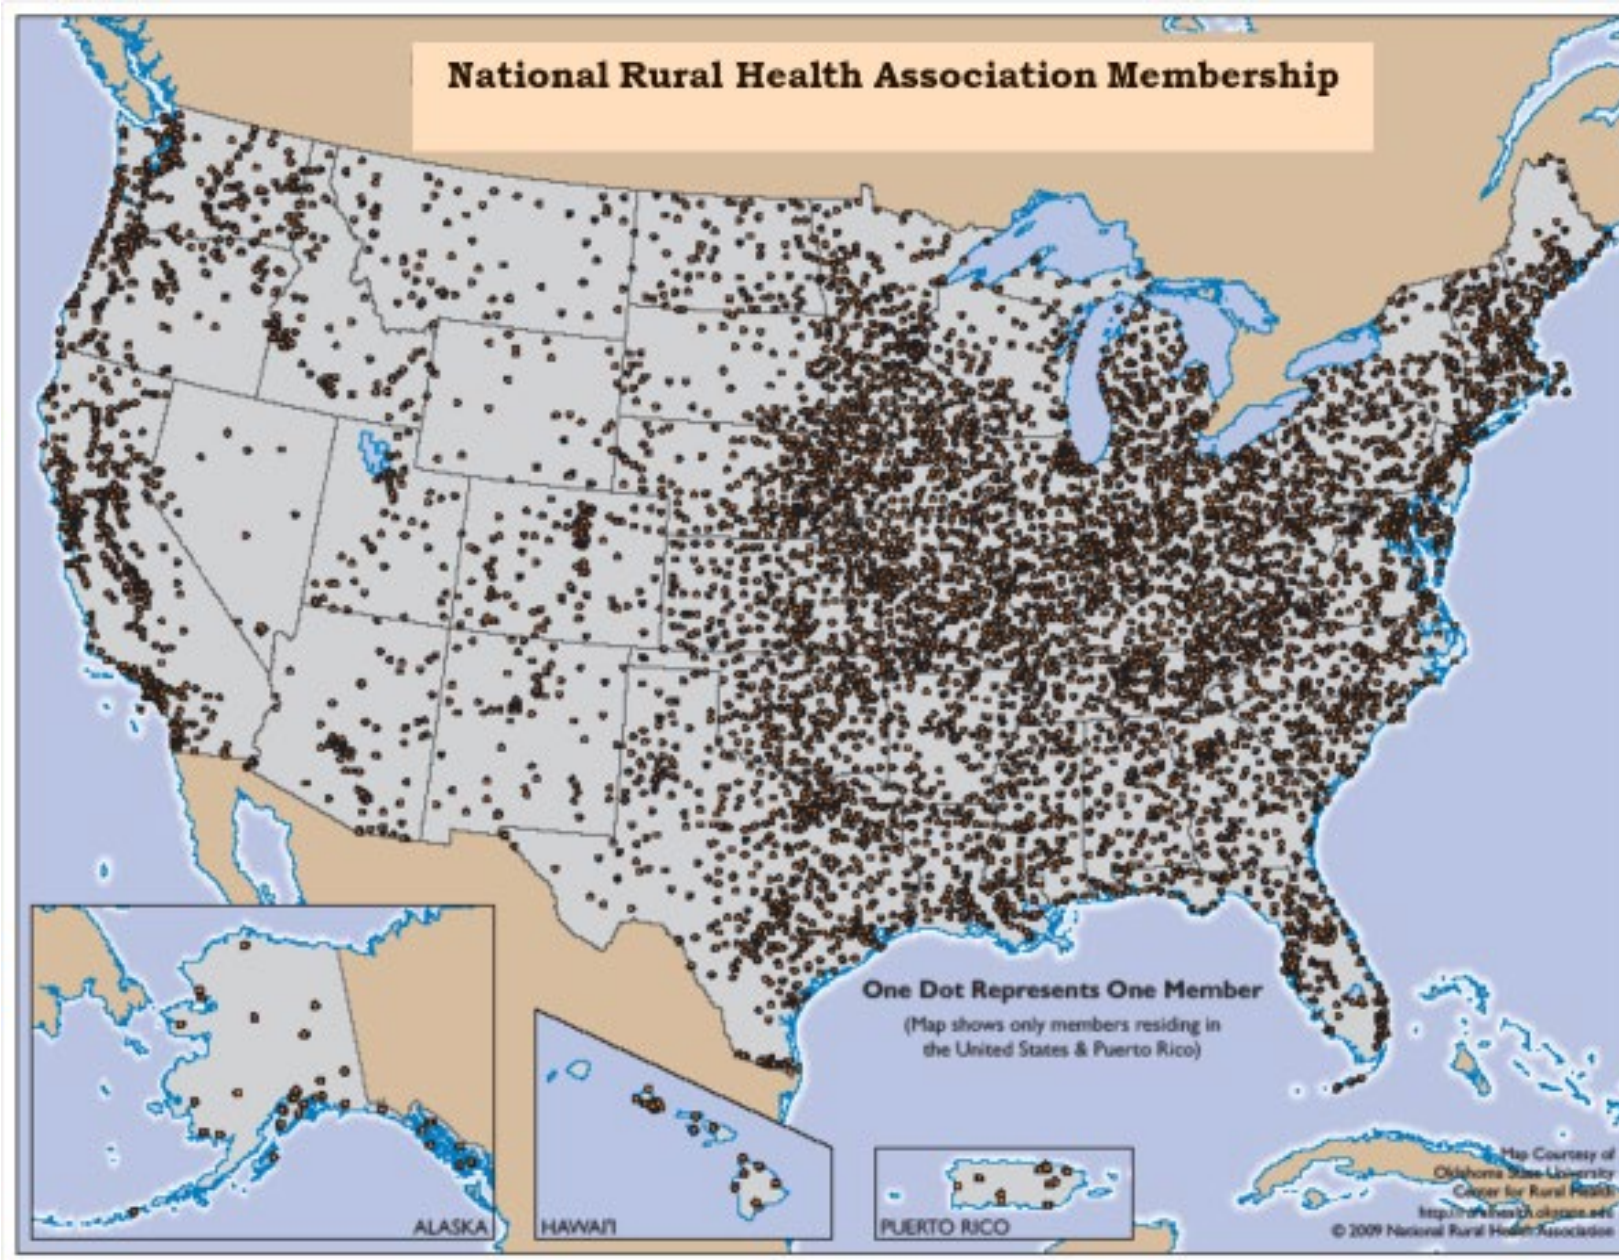 National Rural Health Association Membership
One Dot Represents One Member
(Map shows only members residing in
the United States & Puerto Rico)
ALASKA
HAWAI'I
PUERTO RICO
Map Courtesy of
Oklahoma State University
Center for Rural Health
© 2009 National Rural Health Association